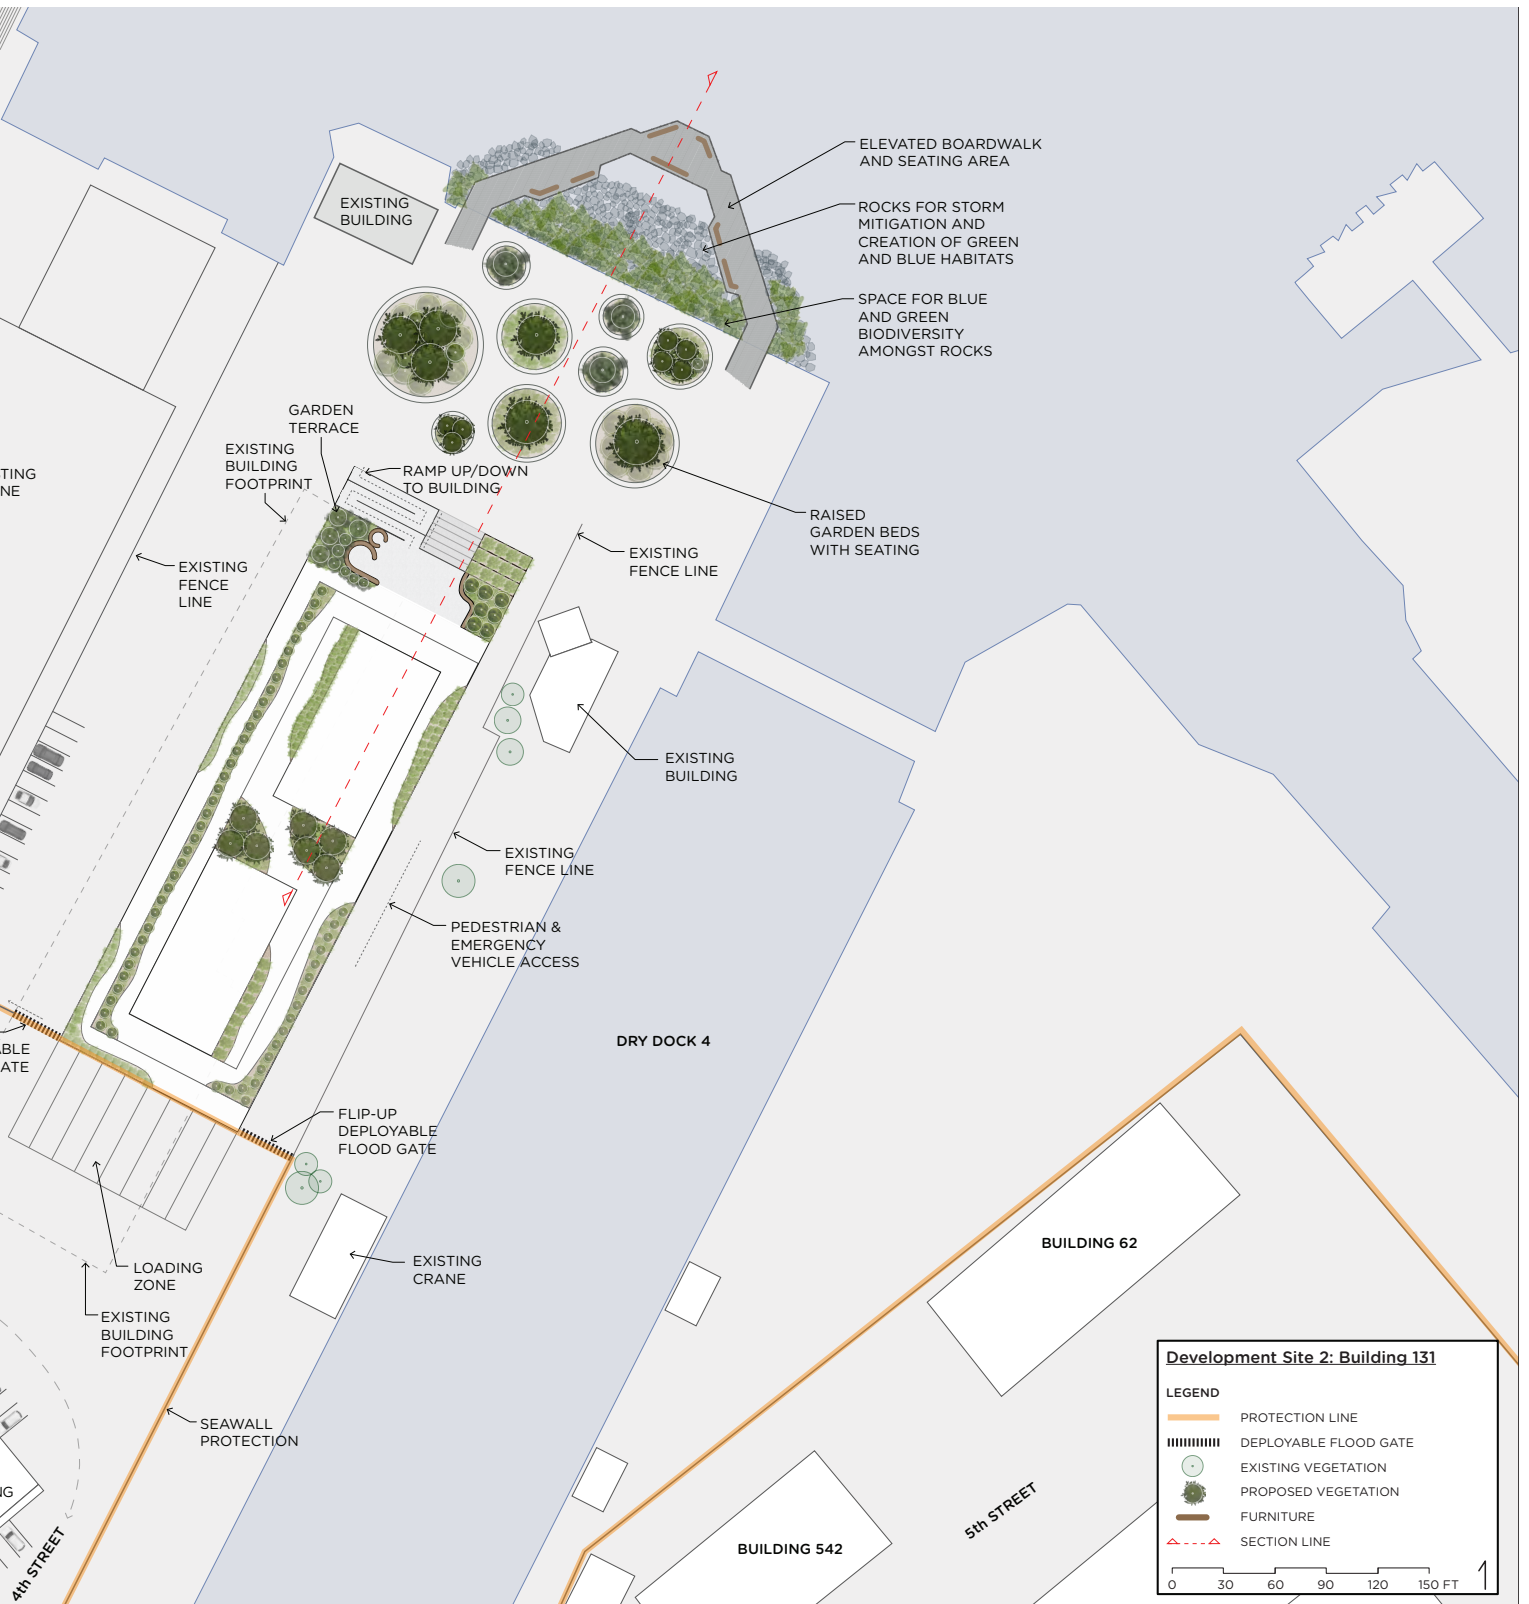 EXISTING
BUILDING
ELEVATED BOARDWALK
AND SEATING AREA
ROCKS FOR STORM
MITIGATION AND
CREATION OF GREEN
AND BLUE HABITATS
SPACE FOR BLUE
AND GREEN
BIODIVERSITY
AMONGST ROCKS
GARDEN
TERRACE
EXISTING
BUILDING
FOOTPRINT
RAMP UP/DOWN
TO BUILDING
STING
NE
RAISED
GARDEN BEDS
WITH SEATING
EXISTING
FENCE LINE
EXISTING
FENCE
LINE
EXISTING
BUILDING
EXISTING
FENCE LINE
PEDESTRIAN &
EMERGENCY
VEHICLE ACCESS
DRY DOCK 4
ABLE
ATE
FLIP-UP
DEPLOYABLE
FLOOD GATE
LOADING
ZONE
EXISTING
CRANE
EXISTING
BUILDING
FOOTPRINT
SEAWALL
PROTECTION
BUILDING 62
NG
4th STREET
BUILDING 542
5th STREET
Development Site 2: Building 131
LEGEND
PROTECTION LINE
DEPLOYABLE FLOOD GATE
EXISTING VEGETATION
PROPOSED VEGETATION
FURNITURE
SECTION LINE
0 30 60 90 120 150 FT